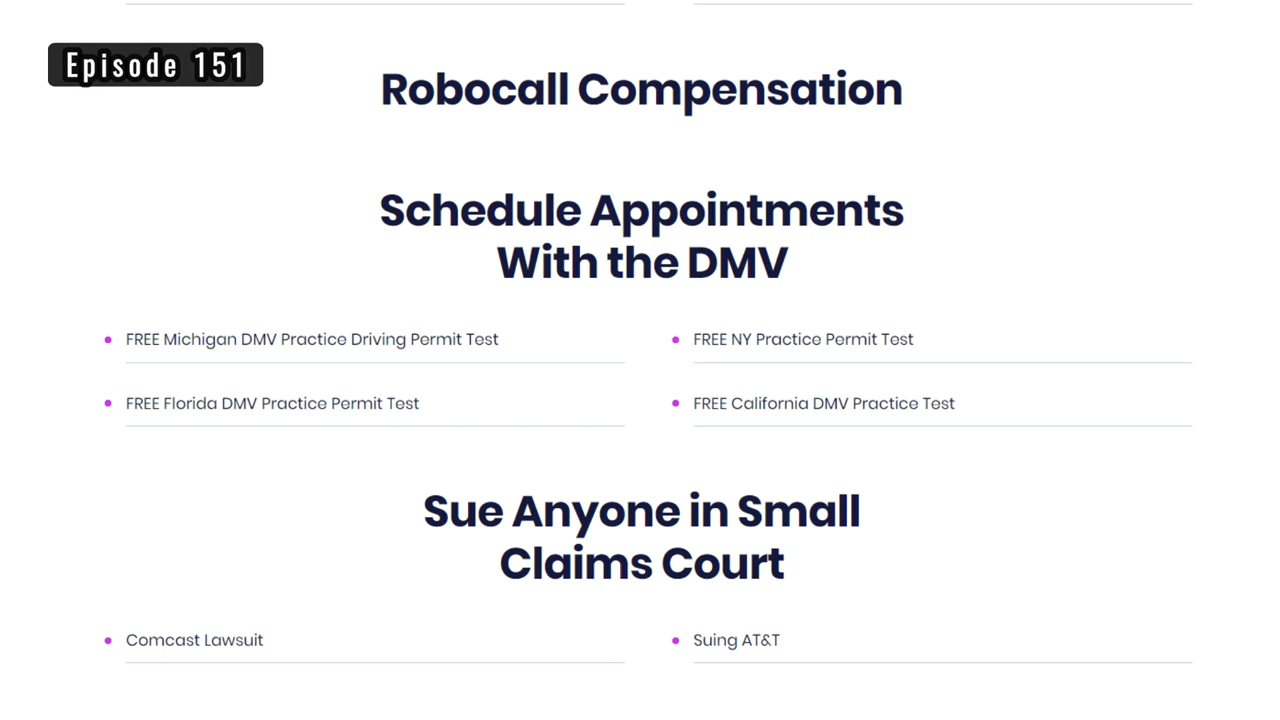 Episode 151
Robocall Compensation
Schedule Appointments
With the DMV
FREE Michigan DMV Practice Driving Permit Test
FREE NY Practice Permit Test
FREE Florida DMV Practice Permit Test
FREE California DMV Practice Test
Sue Anyone in Small
Claims Court
Comcast Lawsuit
Suing AT&T